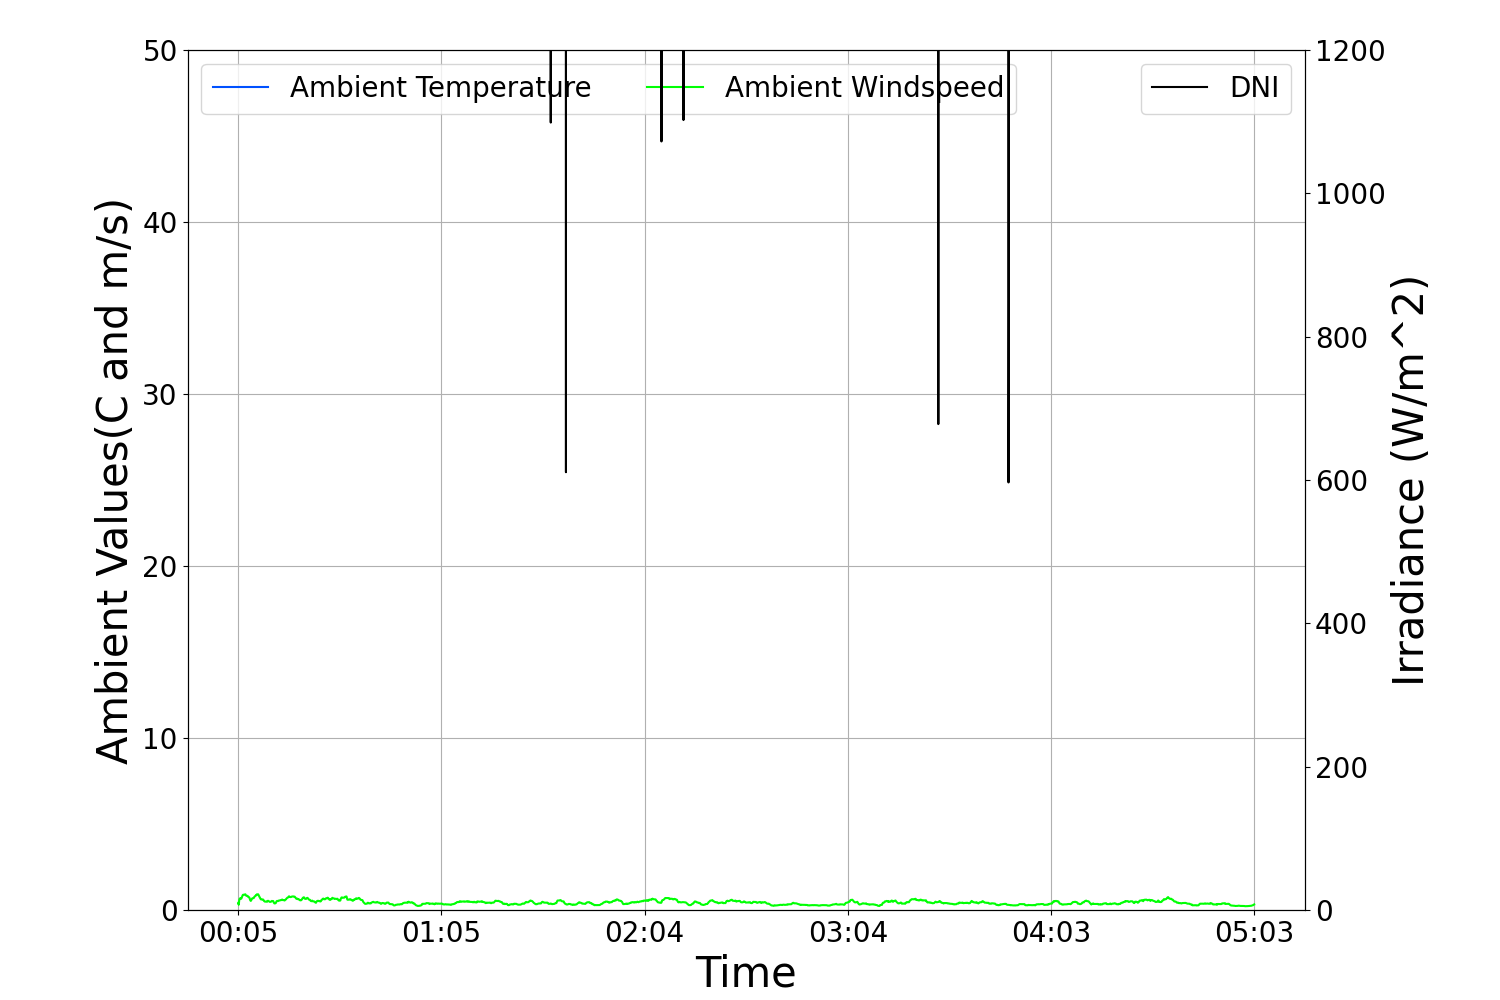 Ambient Temperature
Ambient Windspeed
DNI
Ambient Values(C and m/s)
50
40
30
20
10
0
Irradiance (W/m^2)
1200
1000
800
600
400
200
0
00:05 01:05 02:04 03:04 04:03 05:03
Time